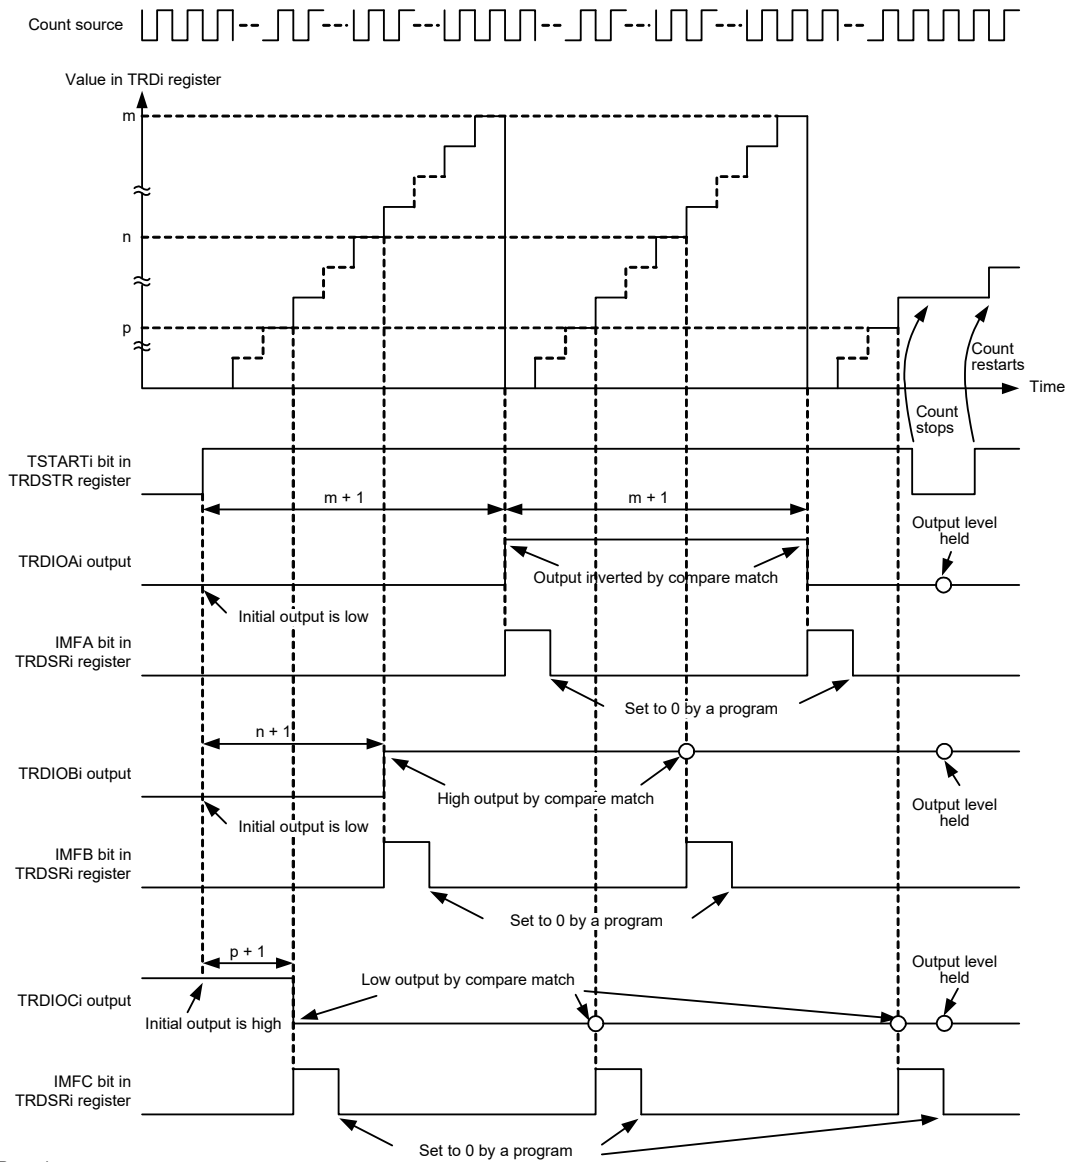 Count source
Value in TRDi register
m
n
p
Count
restarts
Time
Count
stops
TSTARTi bit in
TRDSTR register
m + 1
m + 1
Output level
held
TRDIOAi output
Output inverted by compare match
Initial output is low
IMFA bit in
TRDSRi register
Set to 0 by a program
n + 1
TRDIOBi output
High output by compare match
Output level
held
Initial output is low
IMFB bit in
TRDSRi register
Set to 0 by a program
p + 1
Low output by compare match
Output level
held
TRDIOCi output
Initial output is high
IMFC bit in
TRDSRi register
Set to 0 by a program